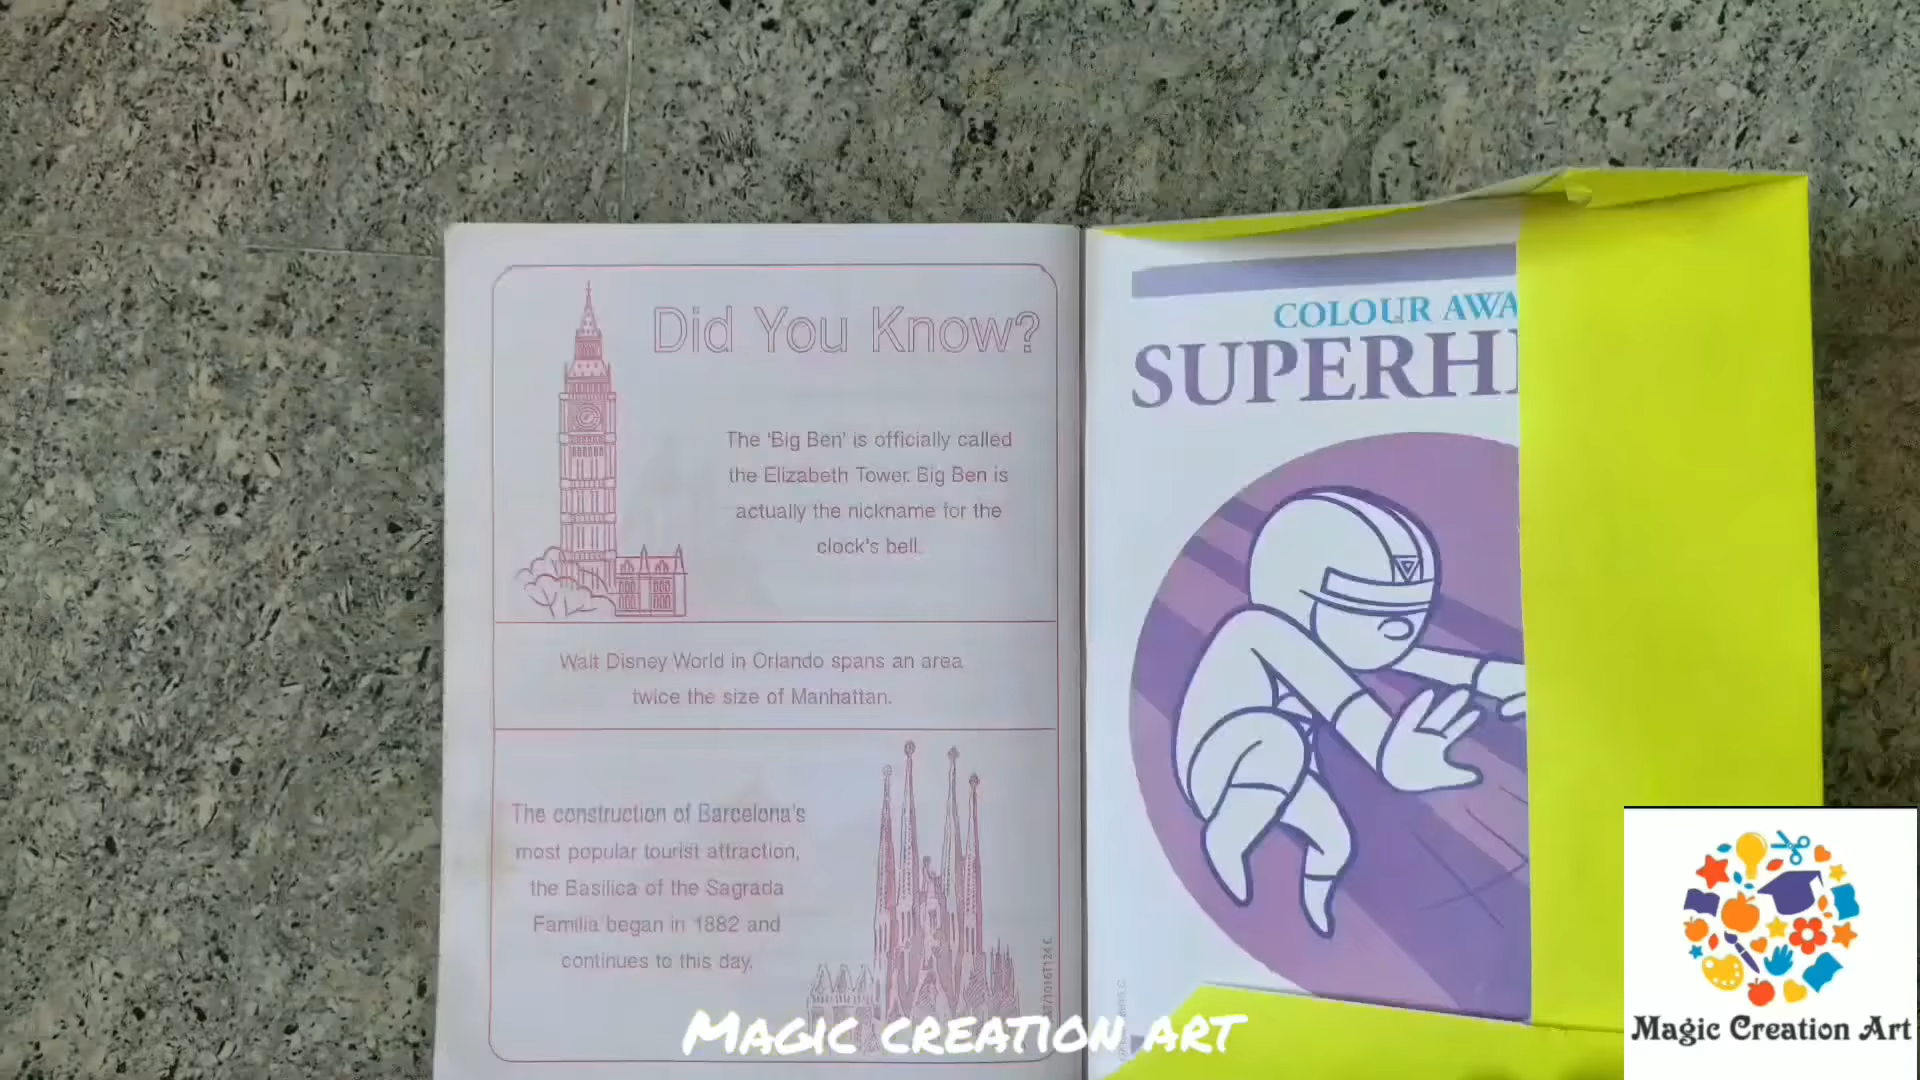 Did You Know?
The 'Big Ben' is officially called
the Elizabeth Tower. Big Ben is
actually the nickname for the
clock's bell.
Walt Disney World in Orlando spans an area
twice the size of Manhattan.
The construction of Barcelona's
most popular tourist attraction,
the Basilica of the Sagrada
Familia began in 1882 and
continues to this day.
COLOUR AWA
SUPERH
MAGIC CREATION ART
Magic Creation Art